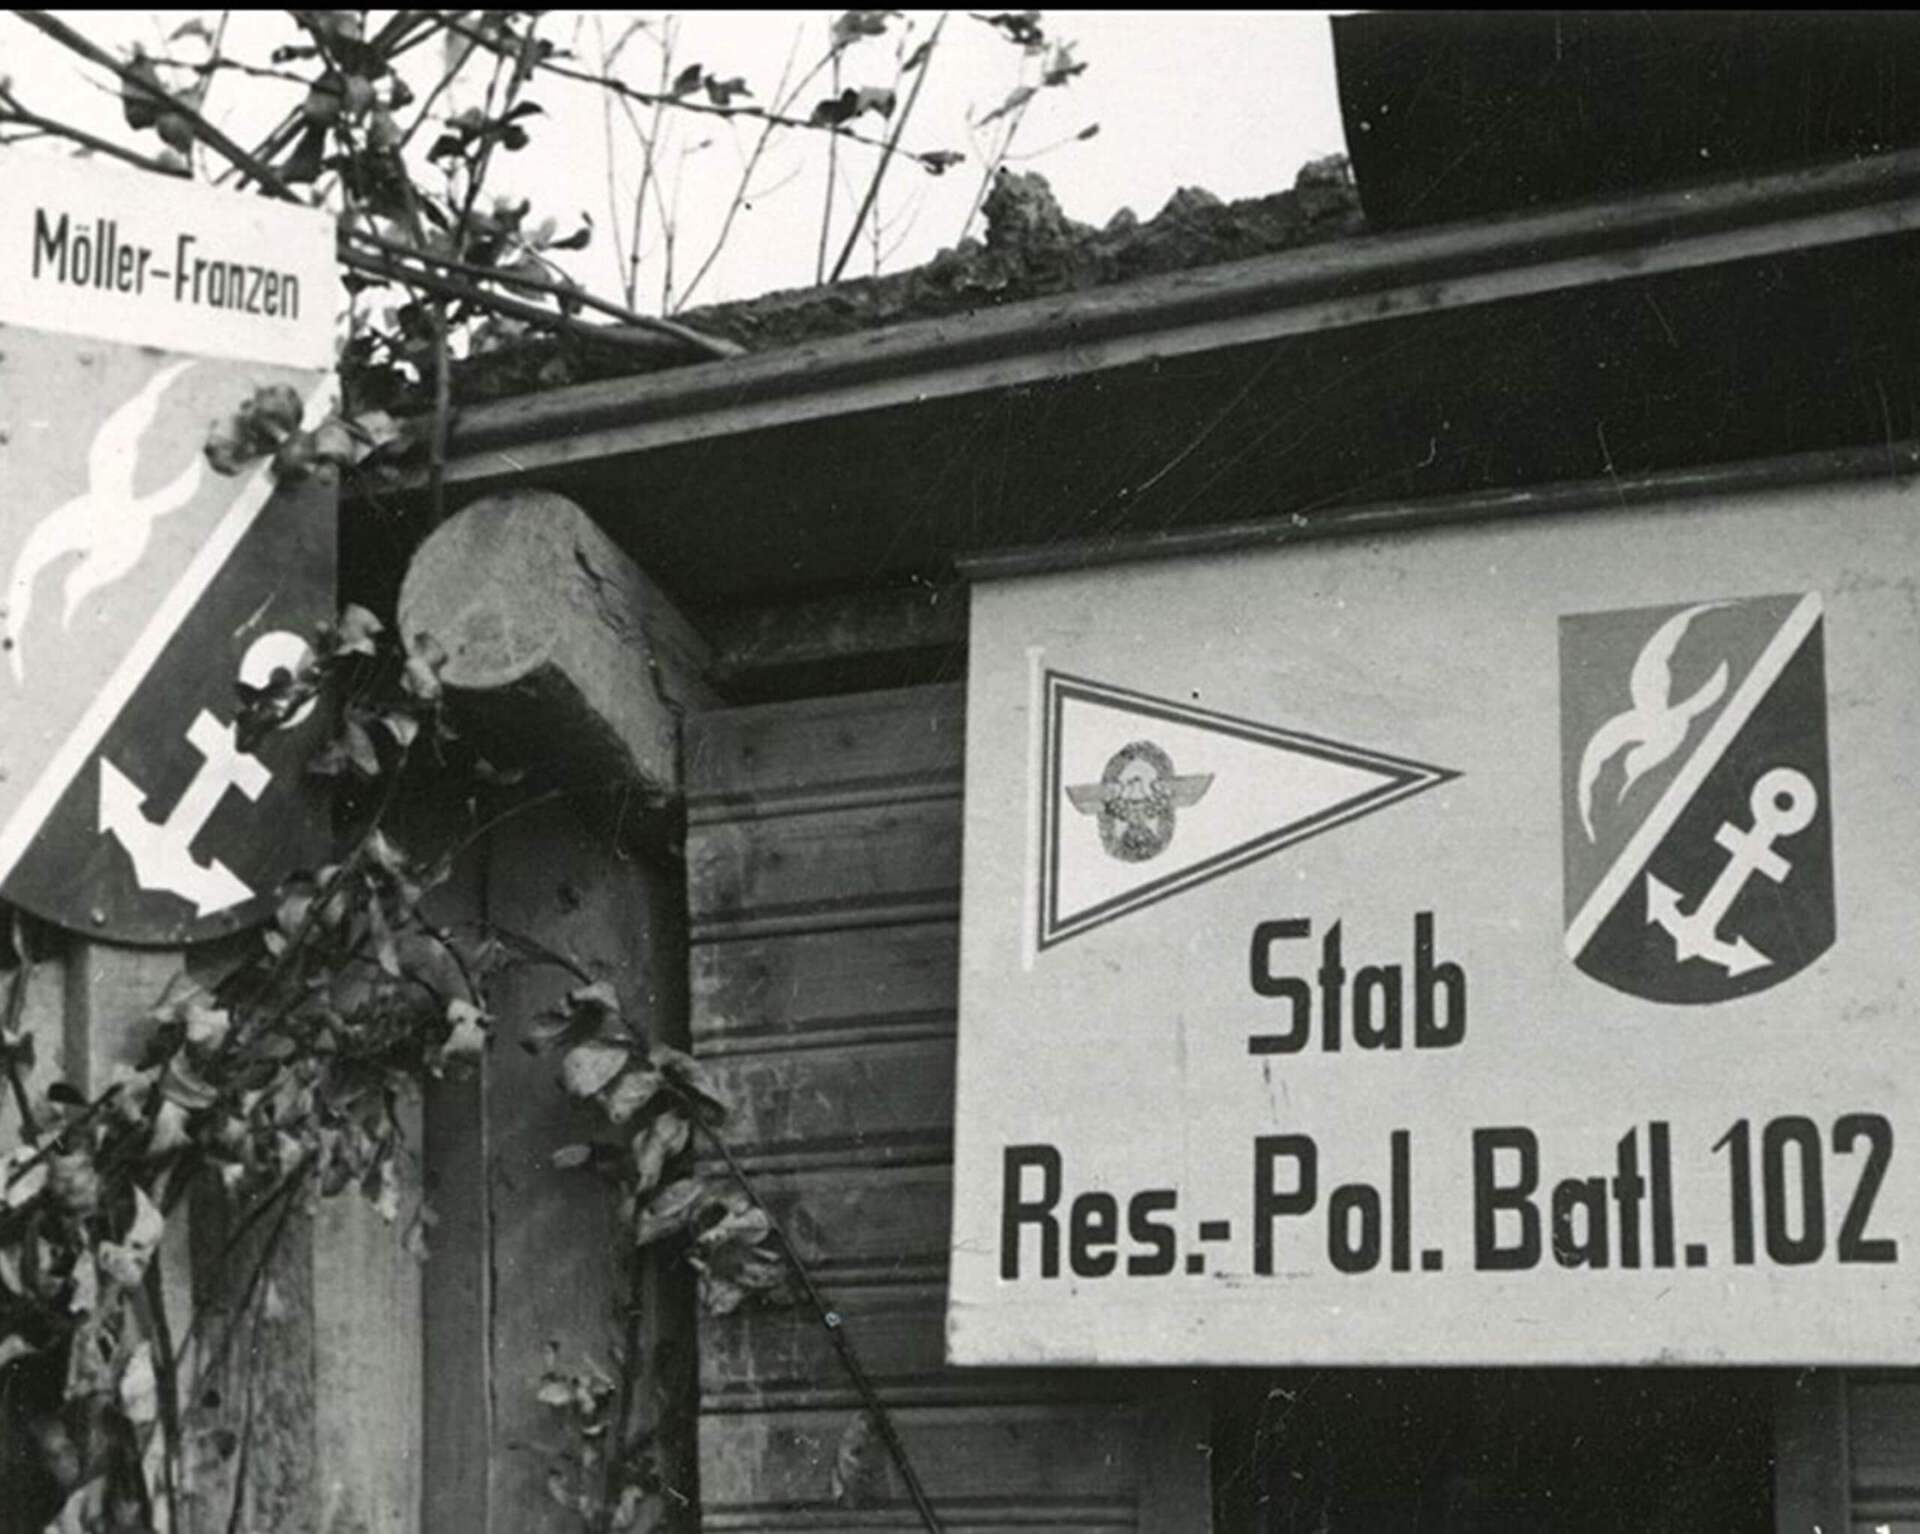 Möller-Franzen
Stab
Res.-Pol. Batl. 102